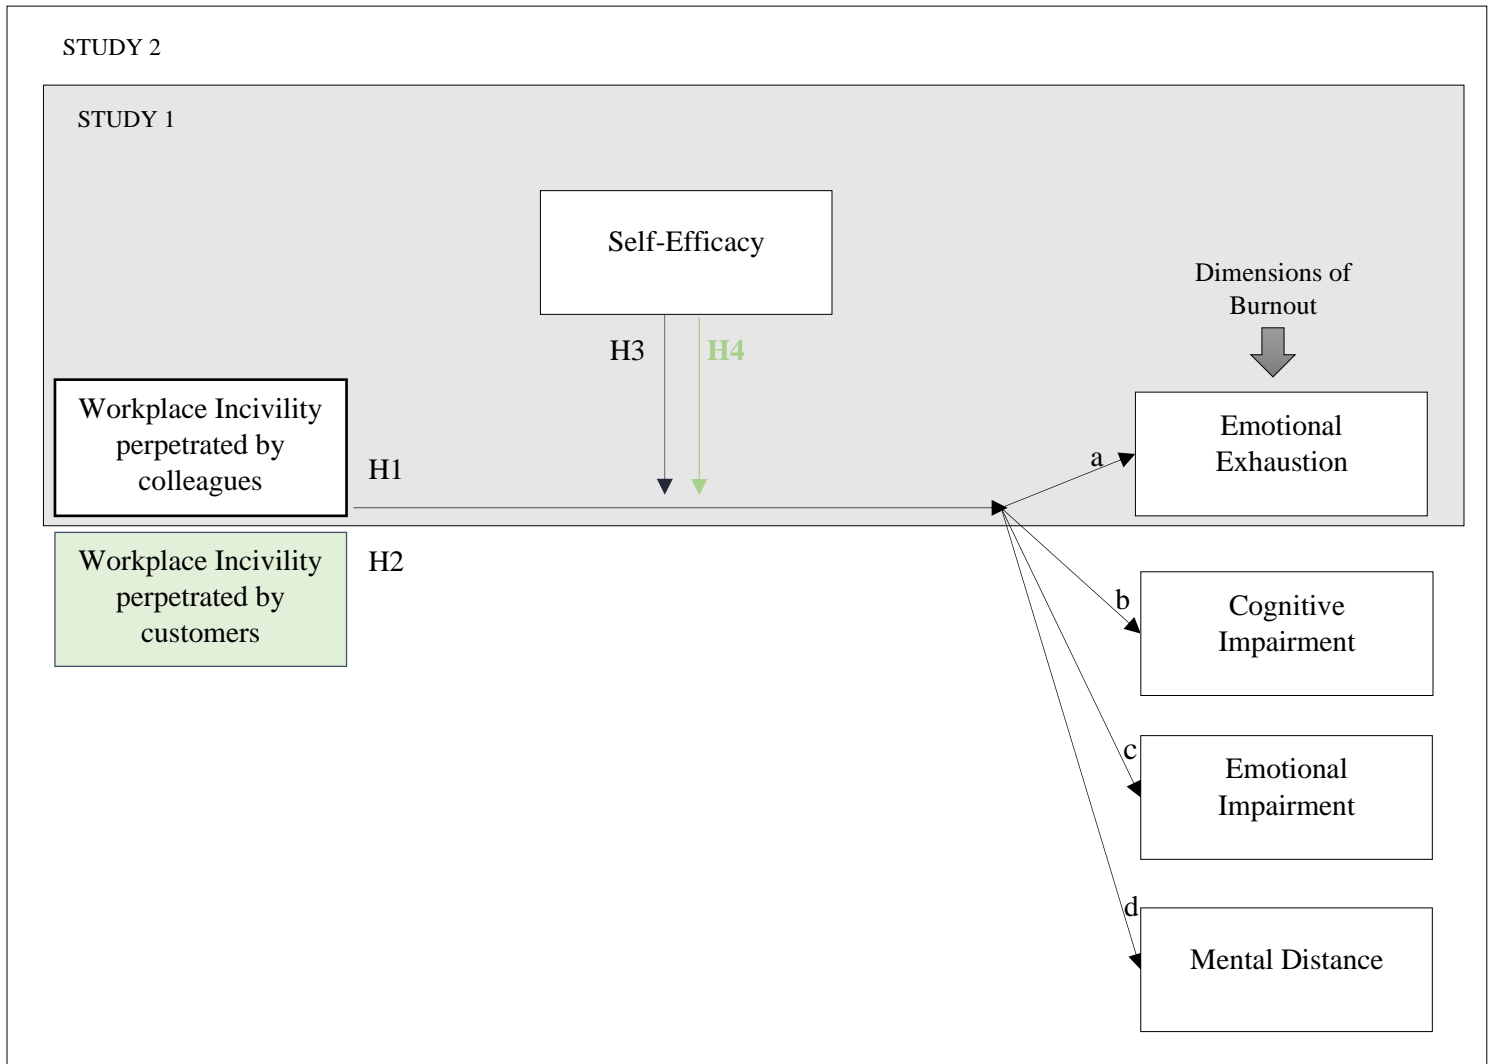 STUDY 2
STUDY 1
Self-Efficacy
Dimensions of
Burnout
H3
H4
Workplace Incivility
perpetrated by
colleagues
H1
Emotional
Exhaustion
a
Workplace Incivility
perpetrated by
customers
H2
b
Cognitive
Impairment
c
Emotional
Impairment
d
Mental Distance